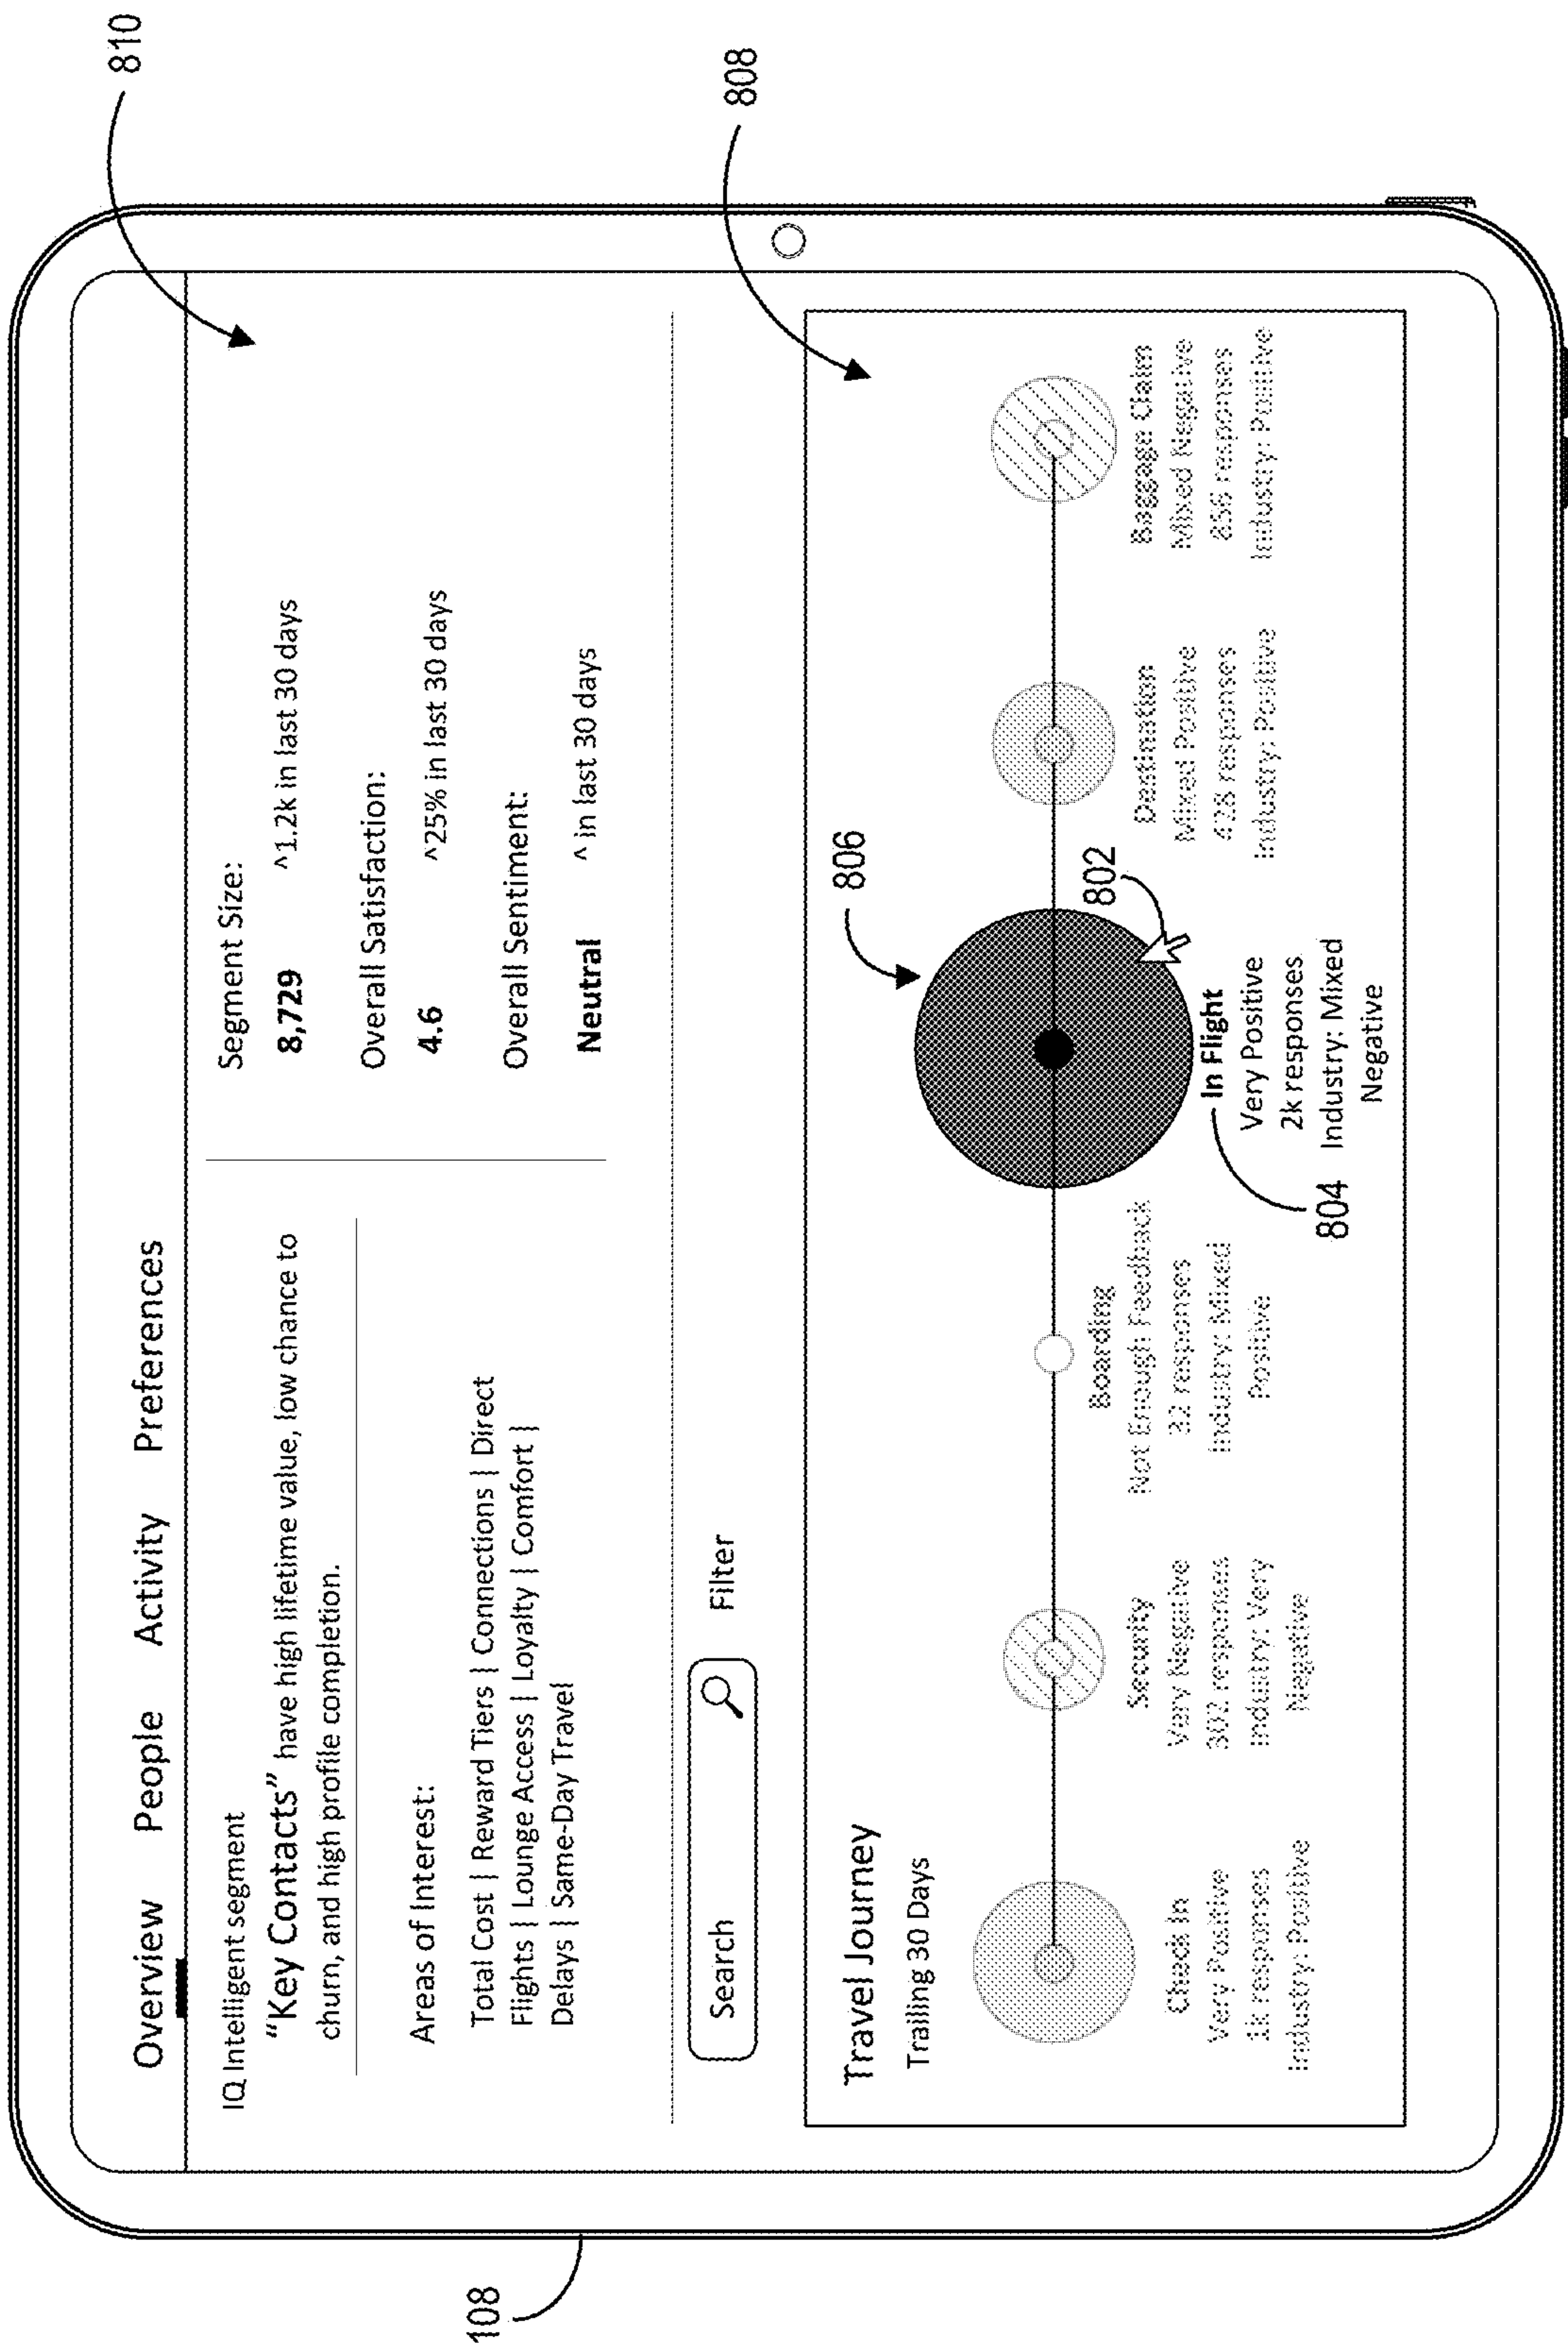 810
808
108
Overview People Activity Preferences
IQ Intelligent segment
“Key Contacts” have high lifetime value, low chance to
churn, and high profile completion.
Areas of Interest:
Total Cost | Reward Tiers | Connections | Direct
Flights | Lounge Access | Loyalty | Comfort |
Delays | Same-Day Travel
Segment Size:
8,729 ^1.2k in last 30 days
Overall Satisfaction:
4.6 ^25% in last 30 days
Overall Sentiment:
Neutral ^ in last 30 days
Search Filter
Travel Journey
Trailing 30 Days
806
802
804
Check In
Very Positive
1k responses
Industry: Positive
Security
Very Negative
302 responses
Industry: Very
Negative
Boarding
Not Enough Feedback
32 responses
Industry: Mixed
Positive
In Flight
Very Positive
2k responses
Industry: Mixed
Negative
Destination
Mixed Positive
428 responses
Industry: Positive
Baggage Claim
Mixed Negative
responses
Industry: Positive